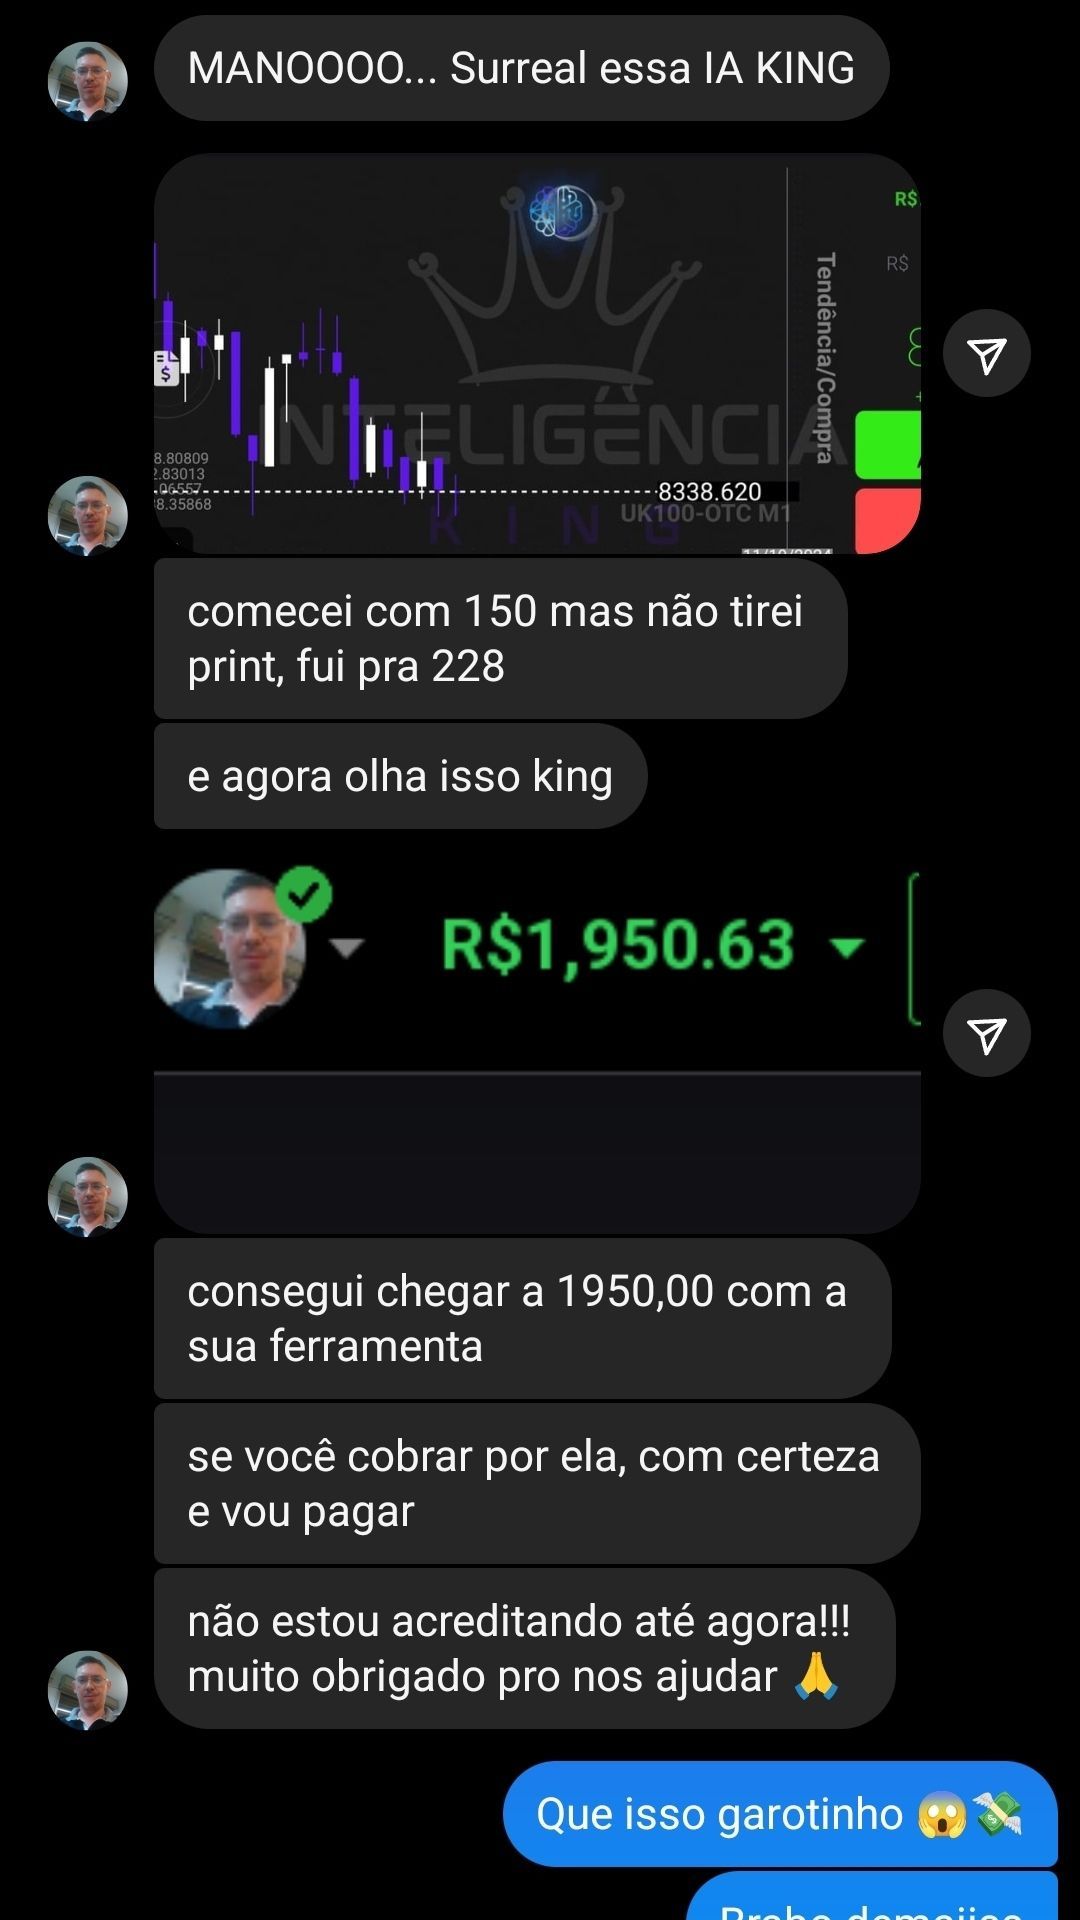 MANOOOO... Surreal essa IA KING
R$
R$
Tendência/Compra
INTELIGÊNCIA
8.80809
2.83013
.06557
8.35868
8338.620
UK100-OTC M1
KING
11/10/2024
comecei com 150 mas não tirei
print, fui pra 228
e agora olha isso king
R$1,950.63
consegui chegar a 1950,00 com a
sua ferramenta
se você cobrar por ela, com certeza
e vou pagar
não estou acreditando até agora!!!
muito obrigado pro nos ajudar 🙏
Que isso garotinho 😱💸